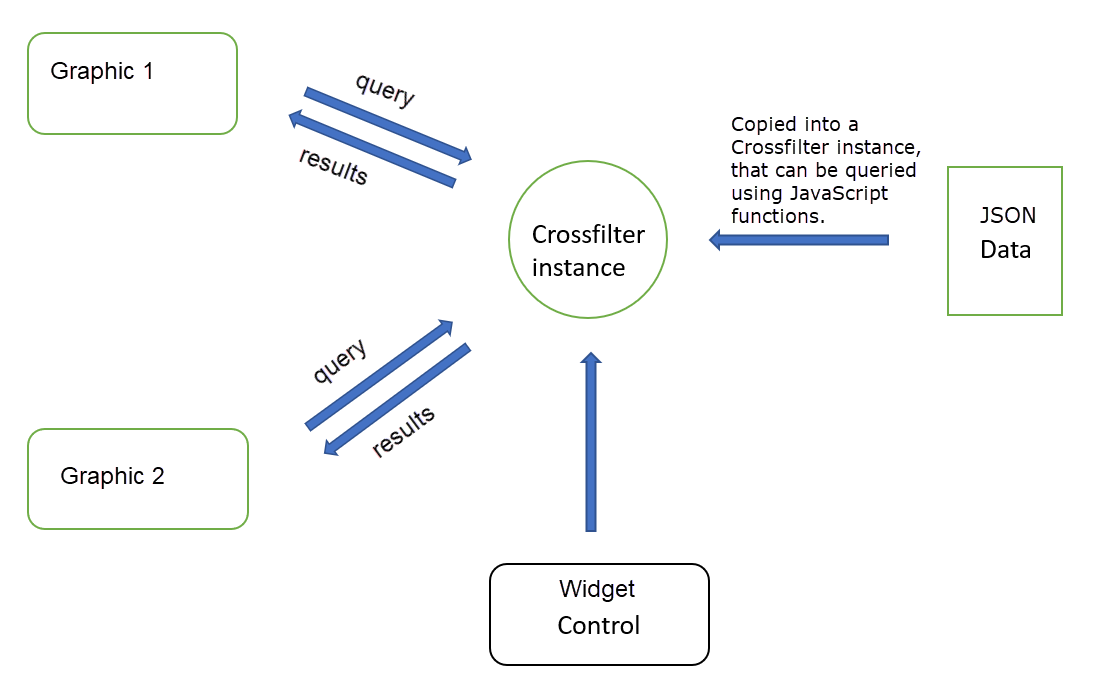 Graphic 1
query
results
Copied into a
Crossfilter instance,
that can be queried
using JavaScript
functions.
JSON
Data
Crossfilter
instance
query
results
Graphic 2
Widget
Control